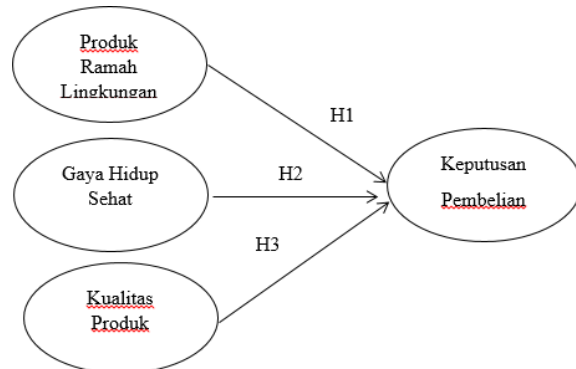 Produk
Ramah
Lingkungan
H1
Gaya Hidup
Sehat
H2
Keputusan
Pembelian
H3
Kualitas
Produk